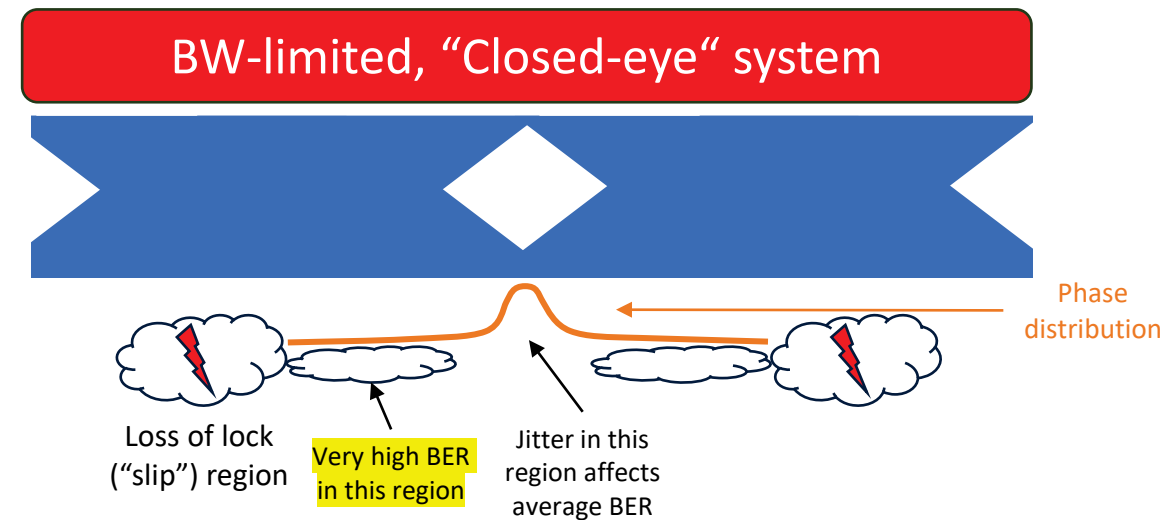 BW-limited, “Closed-eye“ system
Phase
distribution
Loss of lock
(“slip”) region
Very high BER
in this region
Jitter in this
region affects
average BER